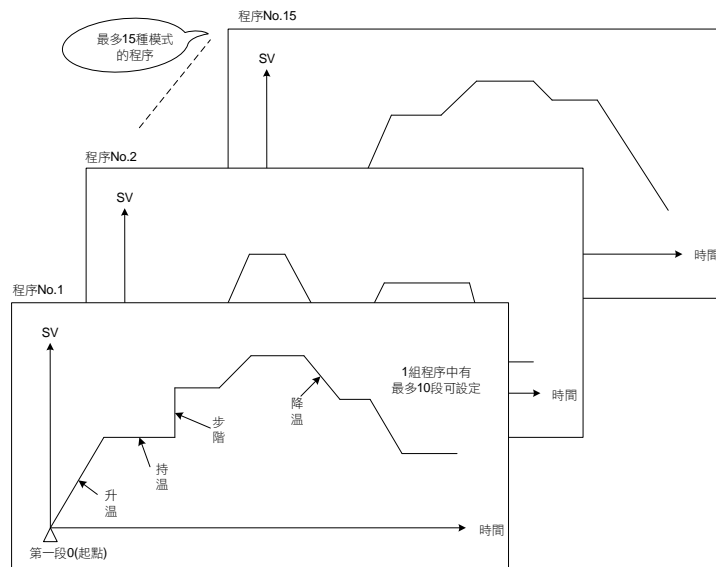 程序No.15
最多15種模式
的程序
SV
時間
程序No.2
SV
時間
程序No.1
SV
1組程序中有
最多10段可設定
步
階
降
溫
持
溫
升
溫
時間
第一段0(起點)